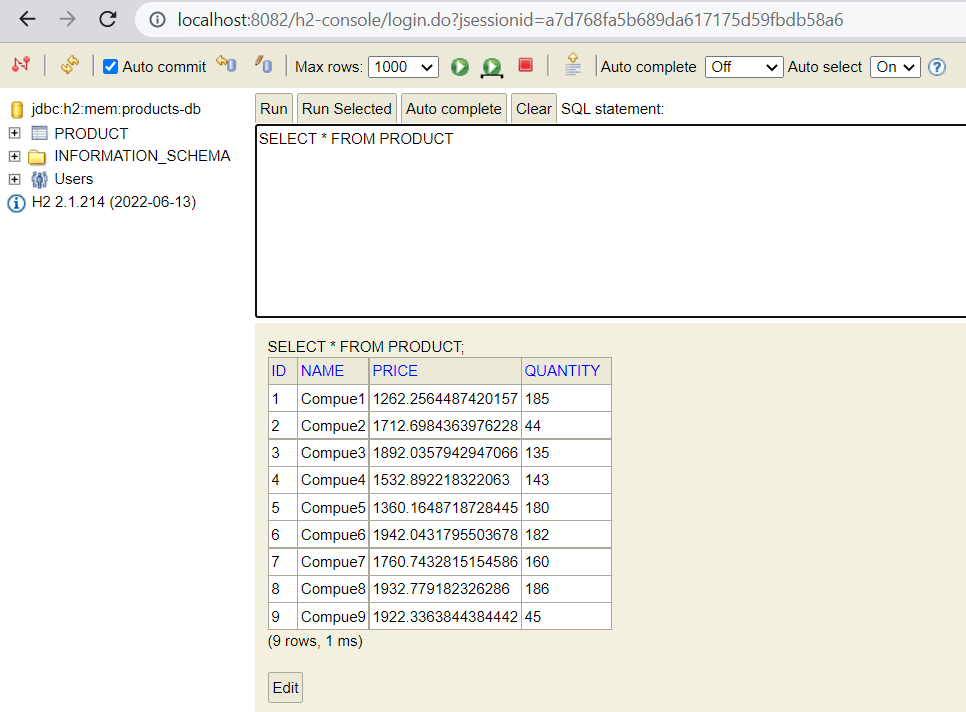 localhost:8082/h2-console/login.do?jsessionid=a7d768fa5b689da617175d59fbdb58a6
Auto commit Max rows: 1000 Auto complete Off Auto select On ?
jdbc:h2:mem:products-db
PRODUCT
INFORMATION_SCHEMA
Users
H2 2.1.214 (2022-06-13)
Run Run Selected Auto complete Clear SQL statement:
SELECT * FROM PRODUCT
SELECT * FROM PRODUCT;
ID NAME PRICE QUANTITY
1 Compue1 1262.2564487420157 185
2 Compue2 1712.6984363976228 44
3 Compue3 1892.0357942947066 135
4 Compue4 1532.892218322063 143
5 Compue5 1360.1648718728445 180
6 Compue6 1942.0431795503678 182
7 Compue7 1760.7432815154586 160
8 Compue8 1932.779182326286 186
9 Compue9 1922.3363844384442 45
(9 rows, 1 ms)
Edit